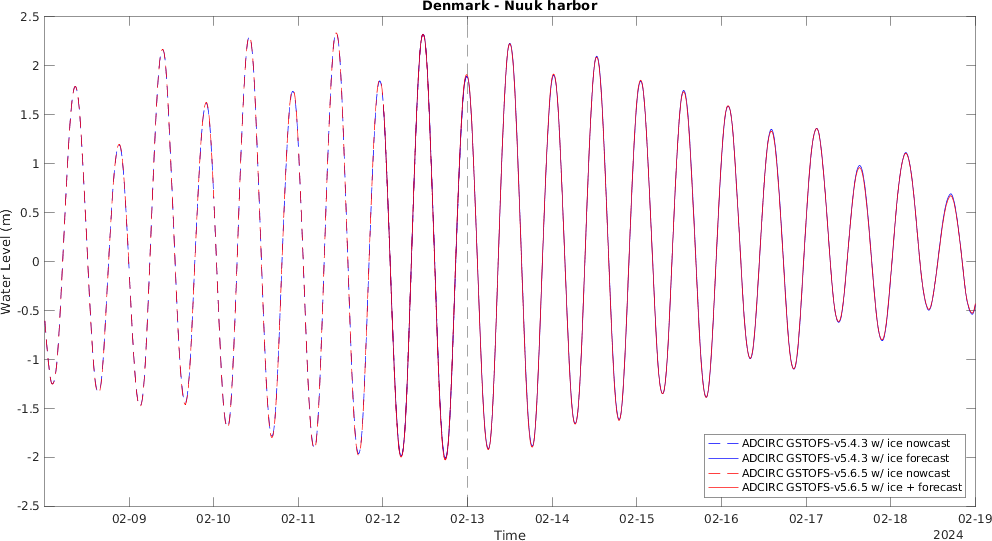 Denmark - Nuuk harbor
2.5
2
1.5
1
0.5
0
-0.5
-1
-1.5
-2
-2.5
Water Level (m)
ADCIRC GSTOFS-v5.4.3 w/ ice nowcast
ADCIRC GSTOFS-v5.4.3 w/ ice forecast
ADCIRC GSTOFS-v5.6.5 w/ ice nowcast
ADCIRC GSTOFS-v5.6.5 w/ ice + forecast
02-09 02-10 02-11 02-12 02-13 02-14 02-15 02-16 02-17 02-18 02-19
Time
2024